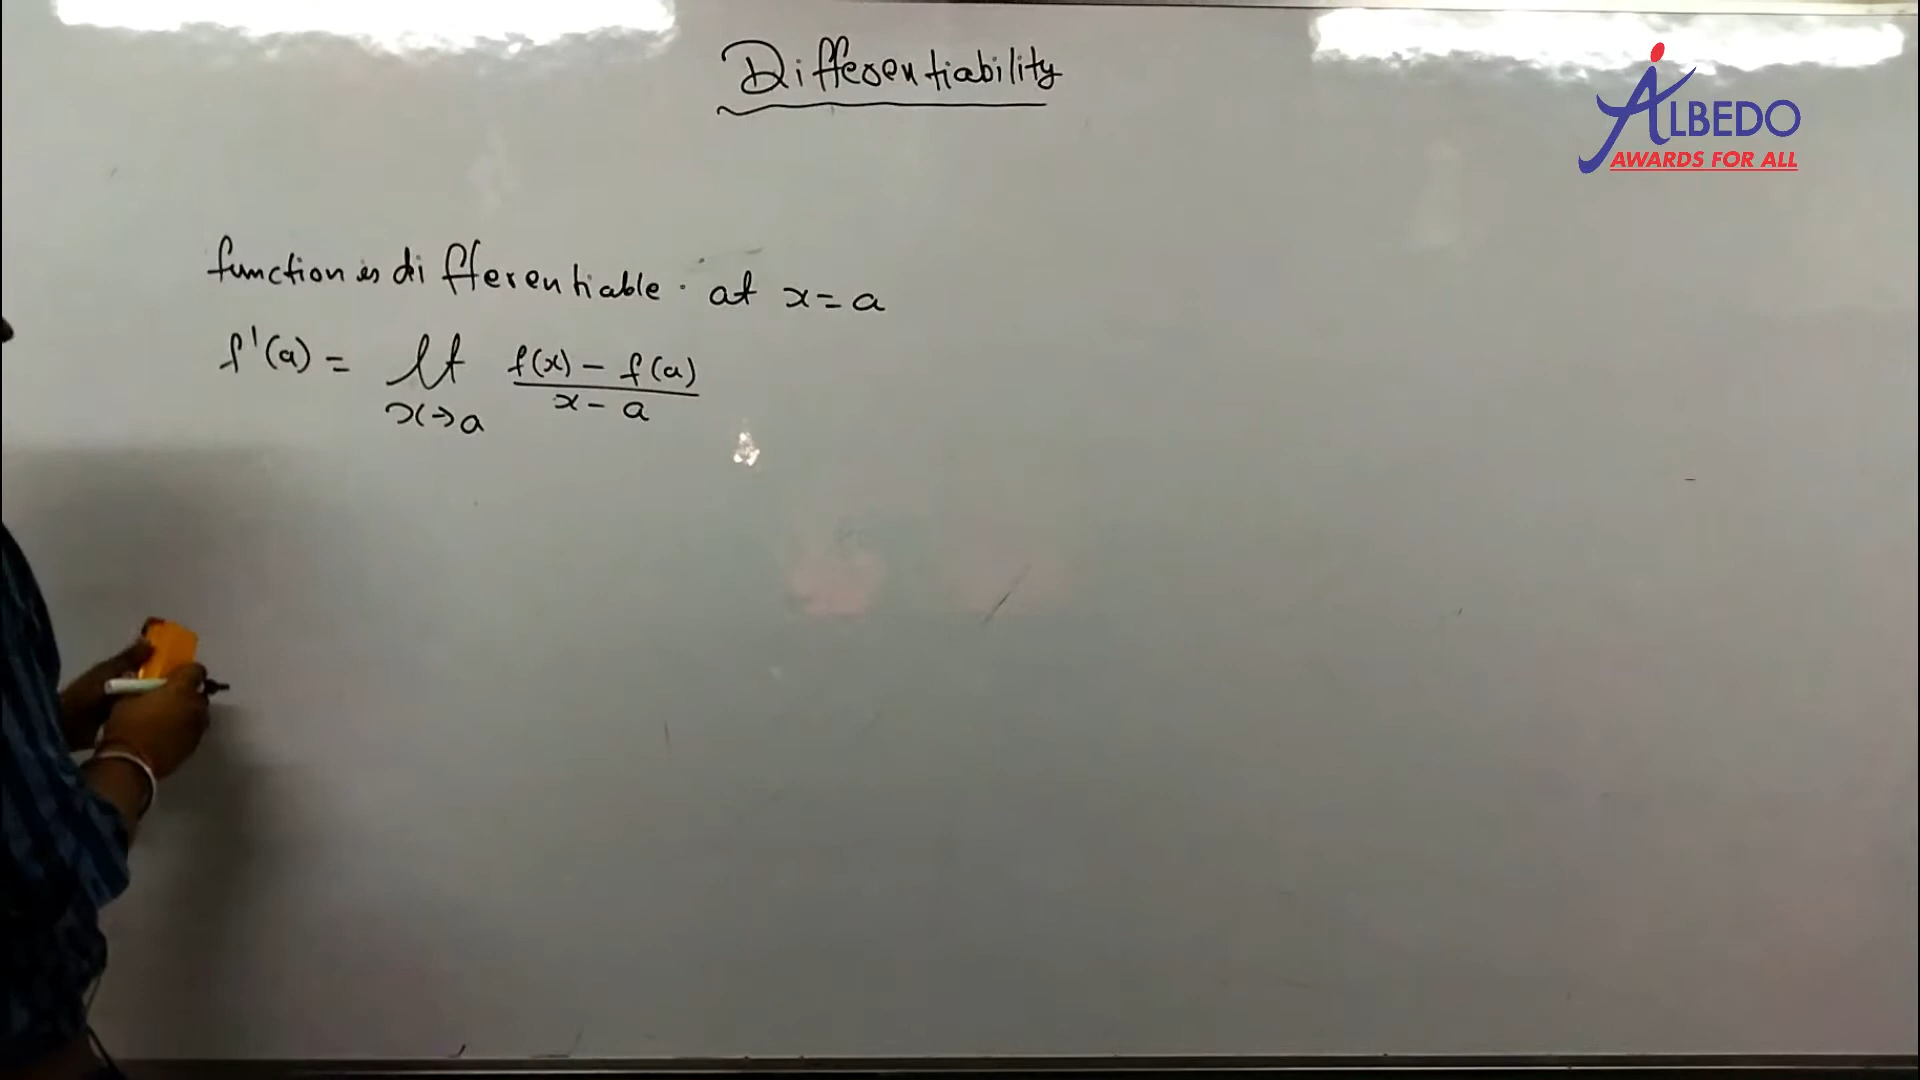 Differentiability
ALBEDO
AWARDS FOR ALL
function is differentiable. at x = a
f'(a) = lt f(x) - f(a) / x - a
x→a